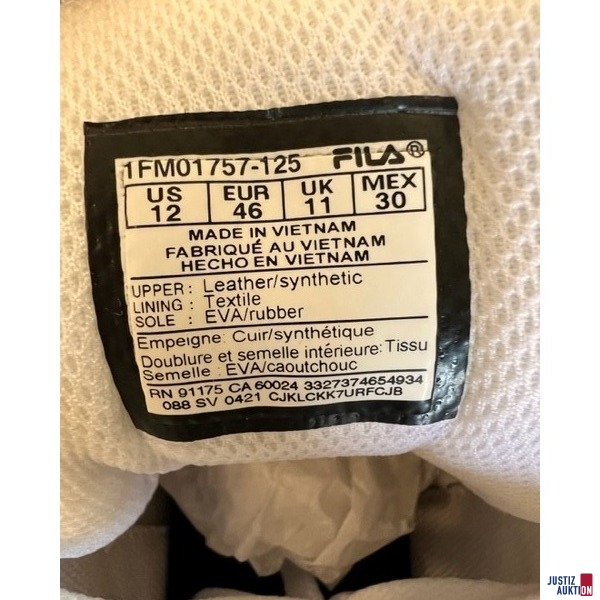 1FM01757-125 FILA®
US 12 EUR 46 UK 11 MEX 30
MADE IN VIETNAM
FABRIQUÉ AU VIETNAM
HECHO EN VIETNAM
UPPER : Leather/synthetic
LINING : Textile
SOLE : EVA/rubber
Empeigne: Cuir/synthétique
Doublure et semelle intérieure: Tissu
Semelle : EVA/caoutchouc
RN 91175 CA 60024 3327374654934
088 SV 0421 CJKLCKK7URFCJB
JUSTIZ
AUKTION